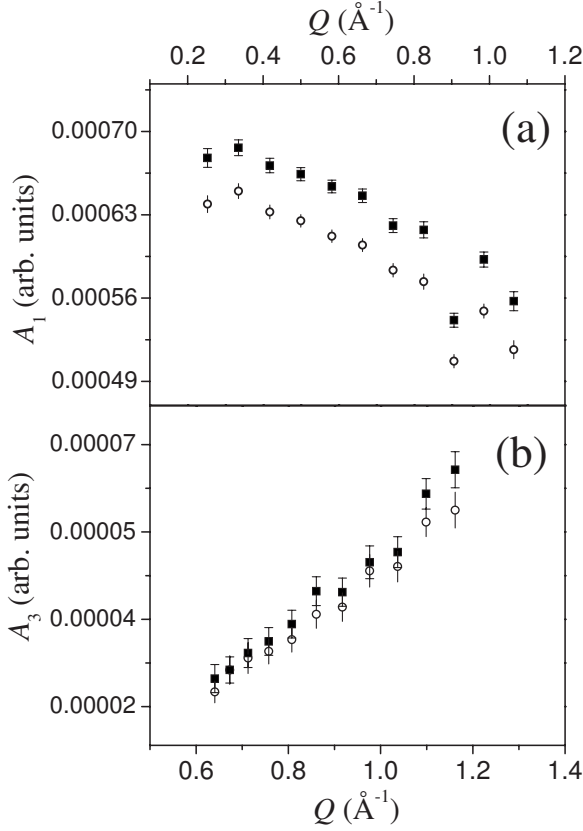 Q (Å⁻¹)
0.2 0.4 0.6 0.8 1.0 1.2
(a)
A₁ (arb. units)
0.00070
0.00063
0.00056
0.00049
(b)
A₃ (arb. units)
0.00007
0.00005
0.00004
0.00002
0.6 0.8 1.0 1.2 1.4
Q (Å⁻¹)